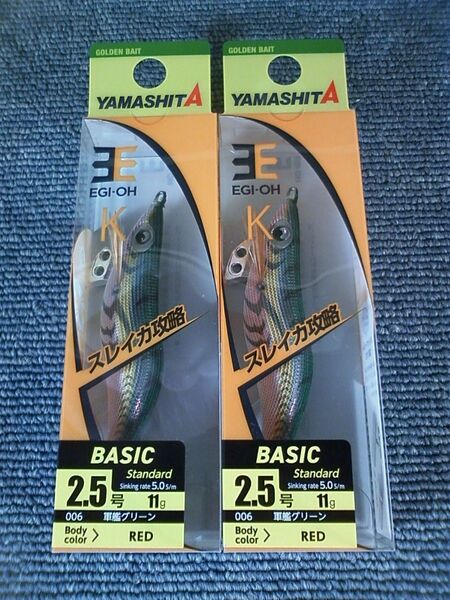 GOLDEN BAIT
YAMASHITA
EGI-OH
K
スレイカ攻略
BASIC
Standard
Sinking rate 5.0 s/m
2.5号 11g
006 軍艦グリーン
Body color > RED
GOLDEN BAIT
YAMASHITA
EGI-OH
K
スレイカ攻略
BASIC
Standard
Sinking rate 5.0 s/m
2.5号 11g
006 軍艦グリーン
Body color > RED